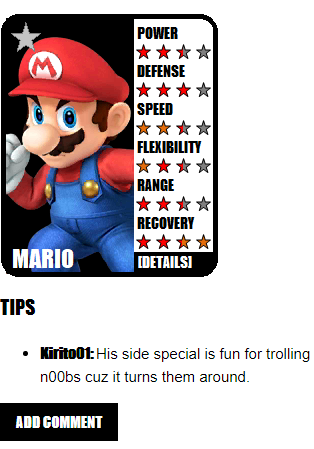 POWER
DEFENSE
SPEED
FLEXIBILITY
RANGE
RECOVERY
MARIO
[DETAILS]
TIPS
Kirito01: His side special is fun for trolling
n00bs cuz it turns them around.
ADD COMMENT